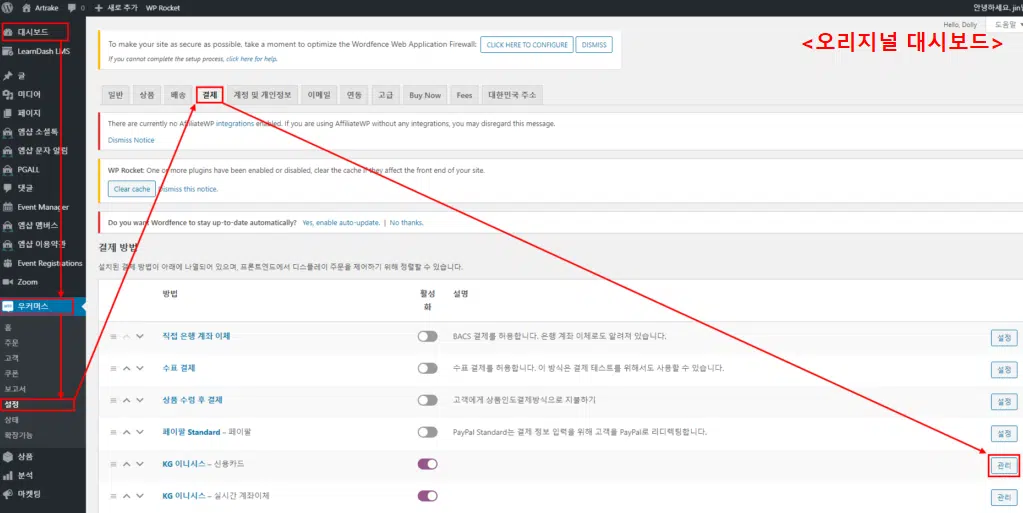 Artrake 0 + 새로 추가 WP Rocket 안녕하세요, jin
Hello, Dolly 도움말
<오리지널 대시보드>
대시보드
LearnDash LMS
글
미디어
페이지
엠샵 소셜톡
엠샵 문자 알림
PGALL
댓글
Event Manager
엠샵 멤버스
엠샵 이용약관
Event Registrations
Zoom
우커머스
홈
주문
고객
쿠폰
보고서
설정
상태
확장기능
상품
분석
마케팅
To make your site as secure as possible, take a moment to optimize the Wordfence Web Application Firewall: CLICK HERE TO CONFIGURE DISMISS
If you cannot complete the setup process, click here for help.
일반 상품 배송 결제 계정 및 개인정보 이메일 연동 고급 Buy Now Fees 대한민국 주소
There are currently no AffiliateWP integrations enabled. If you are using AffiliateWP without any integrations, you may disregard this message.
Dismiss Notice
WP Rocket: One or more plugins have been enabled or disabled, clear the cache if they affect the front end of your site.
Clear cache Dismiss this notice.
Do you want Wordfence to stay up-to-date automatically? Yes, enable auto-update. | No thanks.
결제 방법
설치된 결제 방법이 아래에 나열되어 있으며, 프론트엔드에서 디스플레이 주문을 제어하기 위해 정렬할 수 있습니다.
방법 활성화 설명
직접 은행 계좌 이체 BACS 결제를 허용합니다. 은행 계좌 이체로도 알려져 있습니다. 설정
수표 결제 수표 결제를 허용합니다. 이 방식은 결제 테스트를 위해서도 사용할 수 있습니다. 설정
상품 수령 후 결제 고객에게 상품인도결제방식으로 지불하기 설정
페이팔 Standard – 페이팔 PayPal Standard는 결제 정보 입력을 위해 고객을 PayPal로 리디렉팅합니다. 설정
KG 이니시스 – 신용카드 관리
KG 이니시스 – 실시간 계좌이체 관리